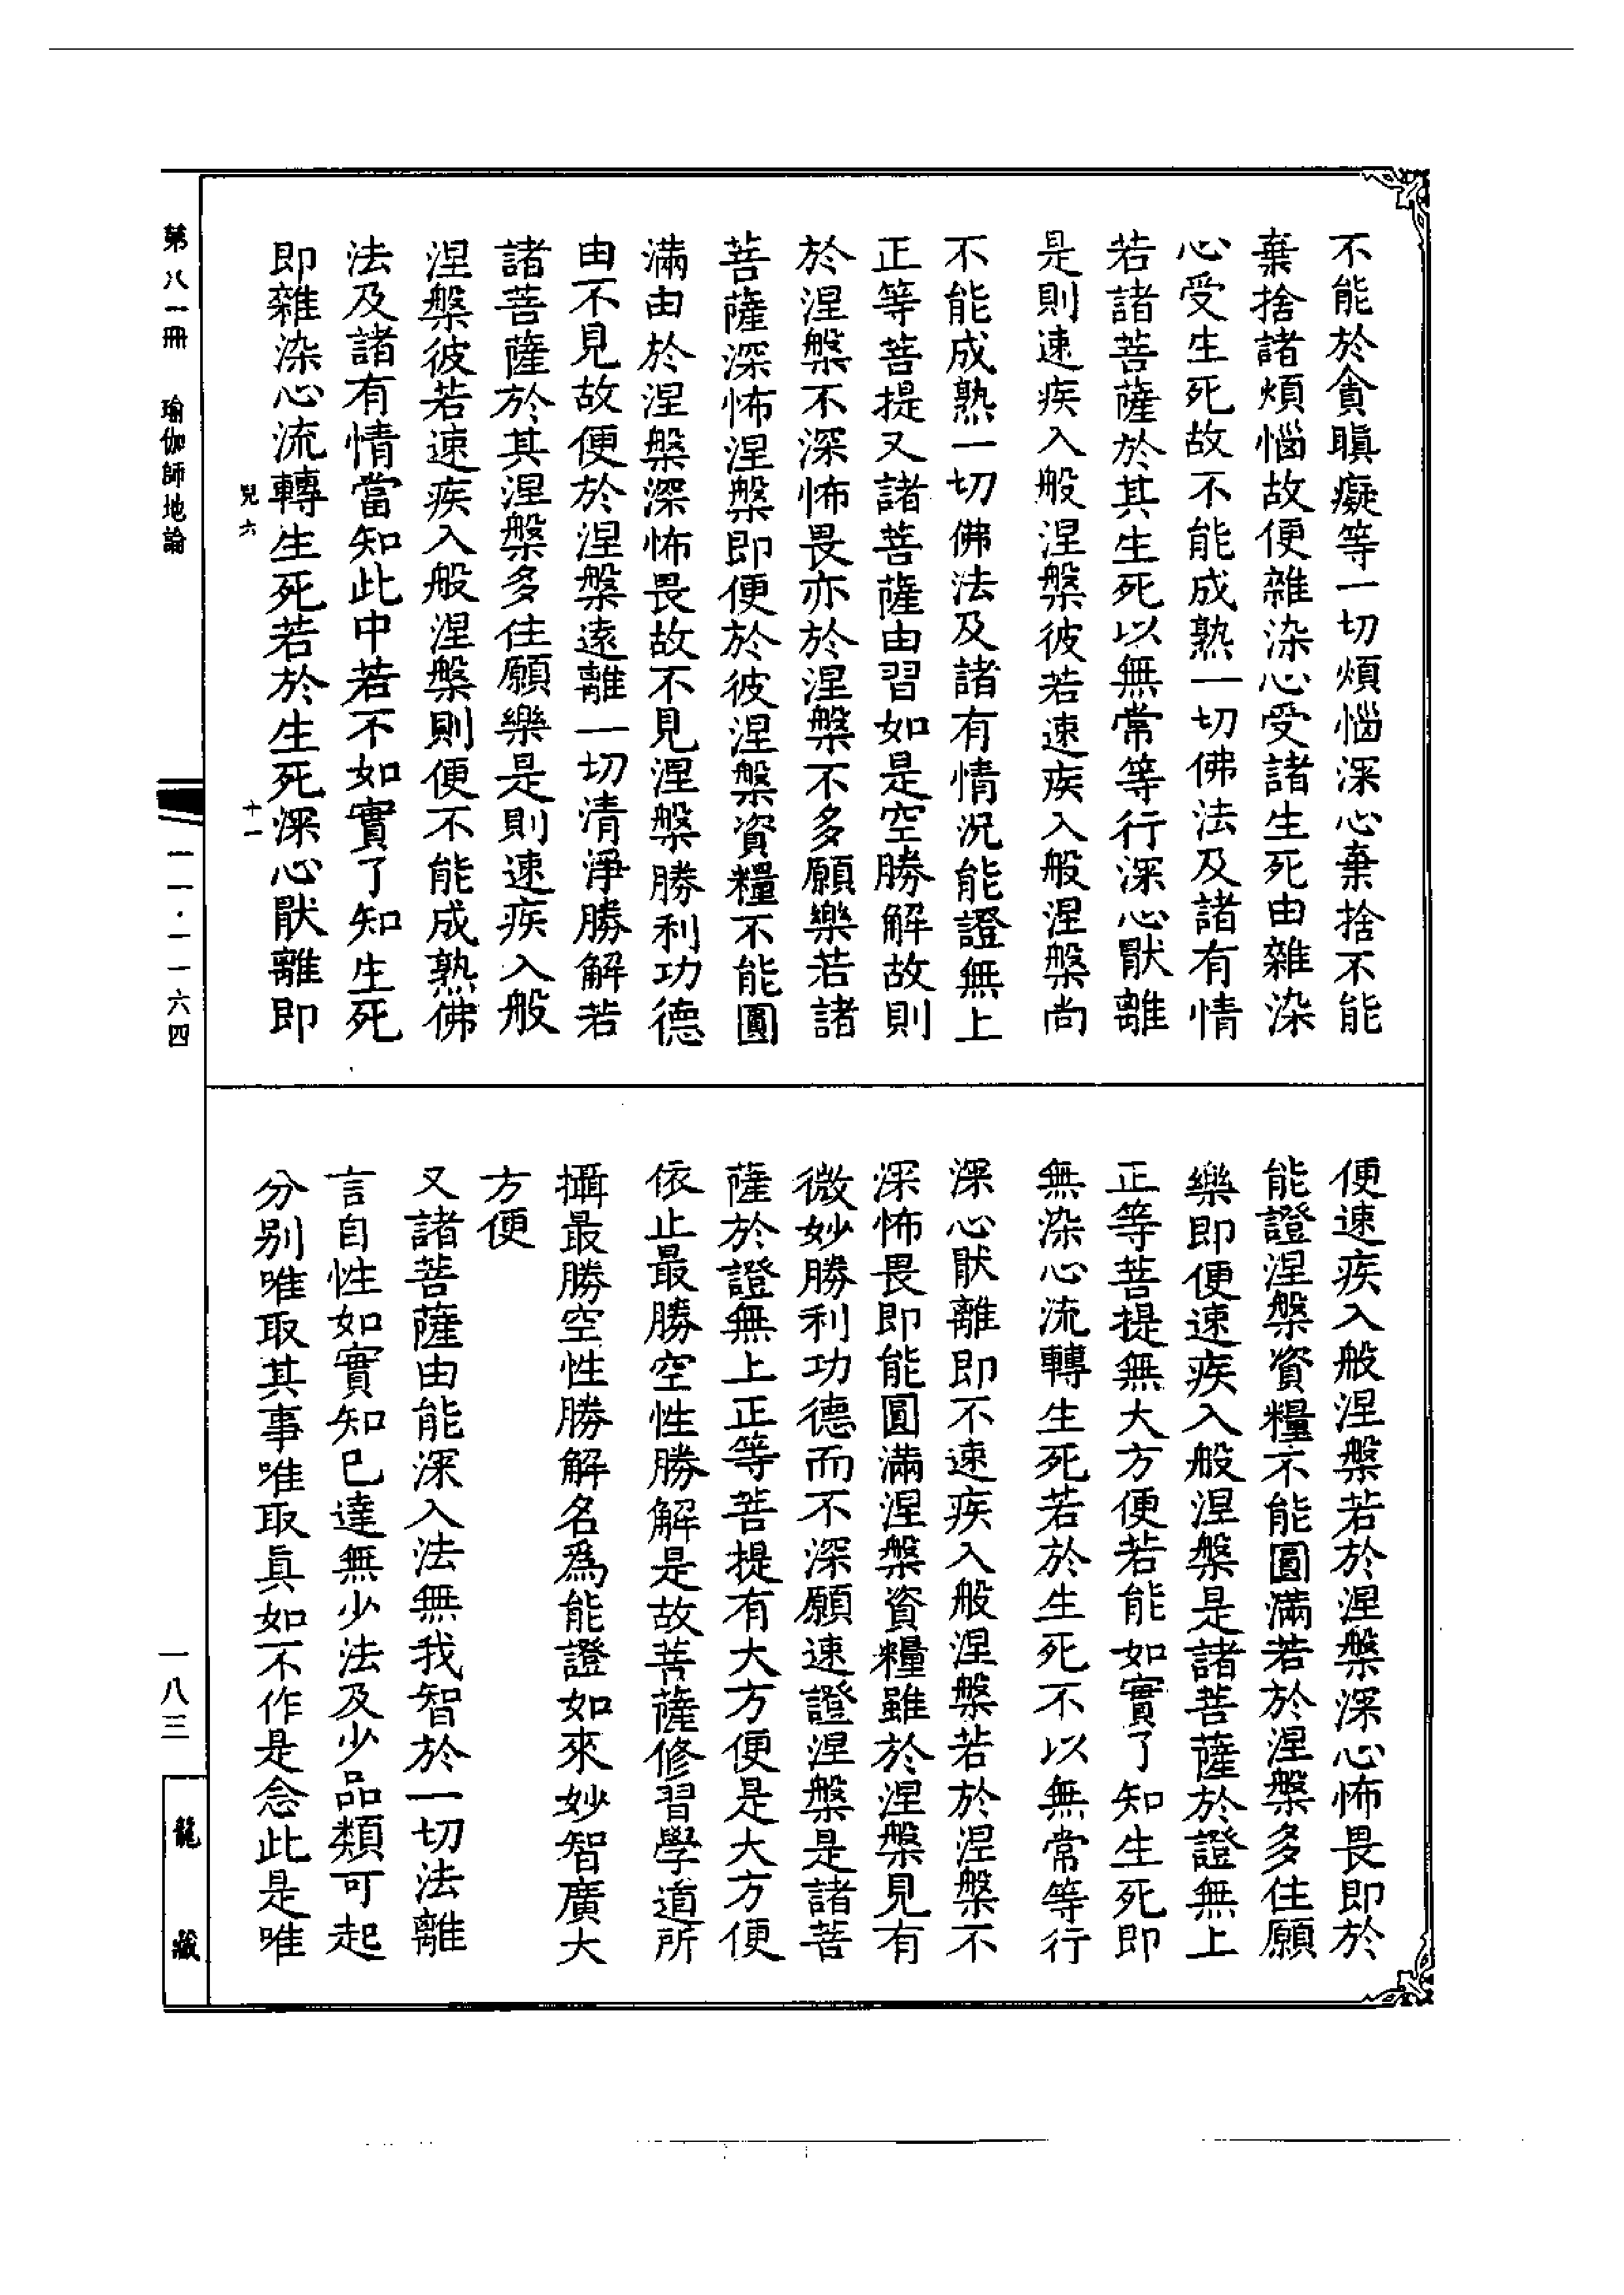 不能於貪瞋癡等一切煩惱深心棄捨不能
棄捨諸煩惱故便雜染心受諸生死由雜染
心受生死故不能成熟一切佛法及諸有情
若諸菩薩於其生死以無常等行深心厭離
是則速疾入般涅槃彼若速疾入般涅槃尚
不能成熟一切佛法及諸有情況能證無上
正等菩提又諸菩薩由習如是空勝解故則
於涅槃不深怖畏亦於涅槃不多願樂若諸
菩薩深怖涅槃即便於彼涅槃資糧不能圓
滿由於涅槃深怖畏故不見涅槃勝利功德
由不見故便於涅槃遠離一切清淨勝解若
諸菩薩於其涅槃多住願樂是則速疾入般
涅槃彼若速疾入般涅槃則便不能成熟佛
法及諸有情當知此中若不如實了知生死
即雜染心流轉生死若於生死深心厭離即
便速疾入般涅槃若於涅槃深心怖畏即於
能證涅槃資糧不能圓滿若於涅槃多住願
樂即便速疾入般涅槃是諸菩薩於證無上
正等菩提無大方便若能如實了知生死即
無染心流轉生死若於生死不以無常等行
深心厭離即不速疾入般涅槃若於涅槃不
深怖畏即能圓滿涅槃資糧雖於涅槃見有
微妙勝利功德而不深願速證涅槃是諸菩
薩於證無上正等菩提有大方便是大方便
依止最勝空性勝解是故菩薩修習學道所
攝最勝空性勝解名爲能證如來妙智廣大
方便
又諸菩薩由能深入法無我智於一切法離
言自性如實知已達無少法及少品類可起
分別唯取其事唯取眞如不作是念此是唯
兒六
十一
第八一冊 瑜伽師地論
一一·一一六四
一八三
龍藏